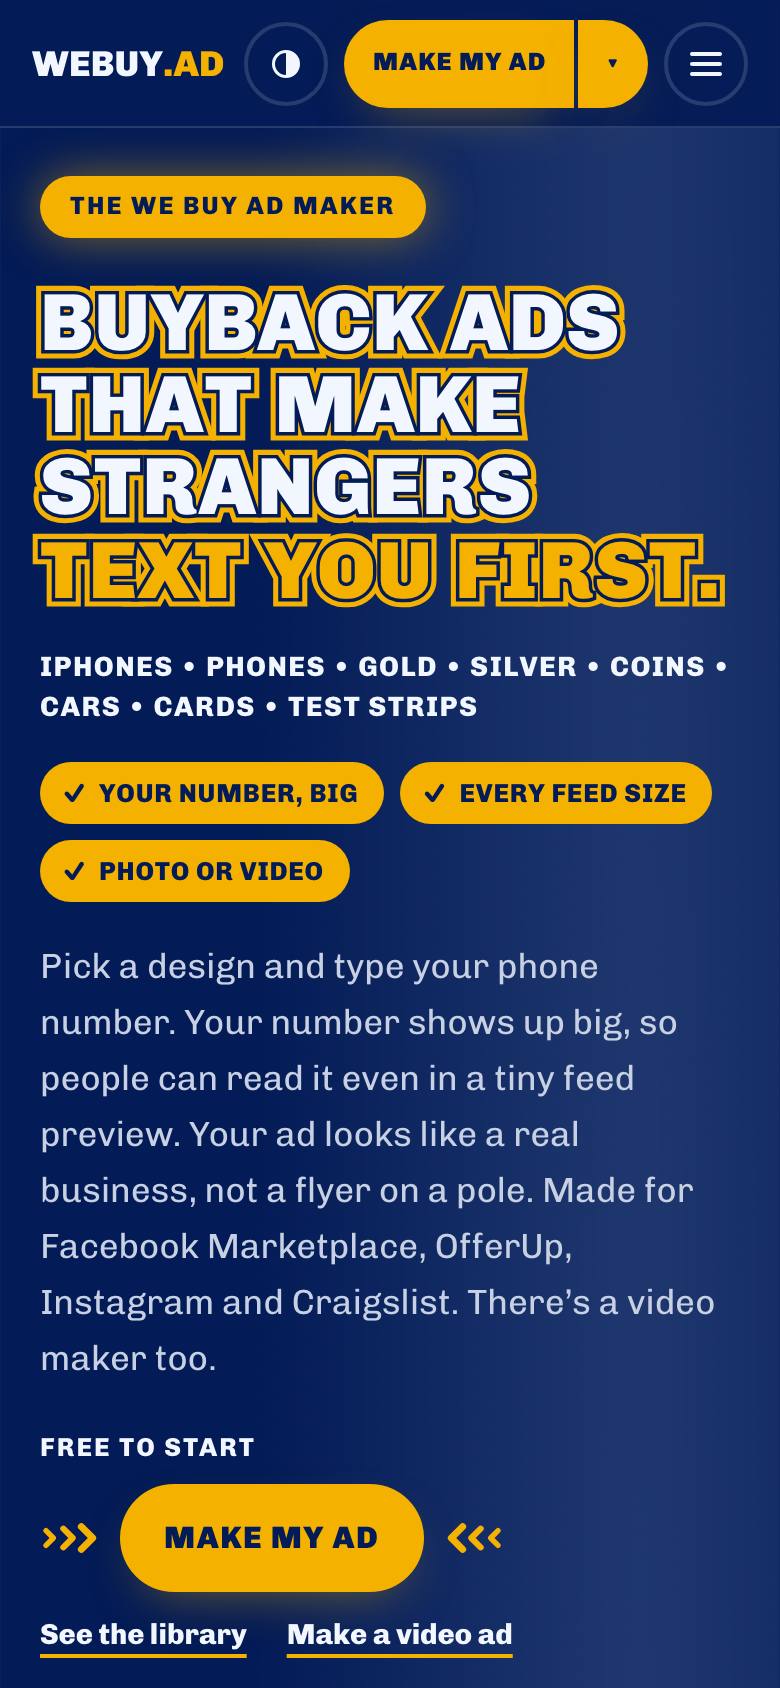 WEBUY.AD
MAKE MY AD
THE WE BUY AD MAKER
BUYBACK ADS
THAT MAKE
STRANGERS
TEXT YOU FIRST.
IPHONES • PHONES • GOLD • SILVER • COINS •
CARS • CARDS • TEST STRIPS
✓ YOUR NUMBER, BIG
✓ EVERY FEED SIZE
✓ PHOTO OR VIDEO
Pick a design and type your phone
number. Your number shows up big, so
people can read it even in a tiny feed
preview. Your ad looks like a real
business, not a flyer on a pole. Made for
Facebook Marketplace, OfferUp,
Instagram and Craigslist. There’s a video
maker too.
FREE TO START
MAKE MY AD
See the library
Make a video ad